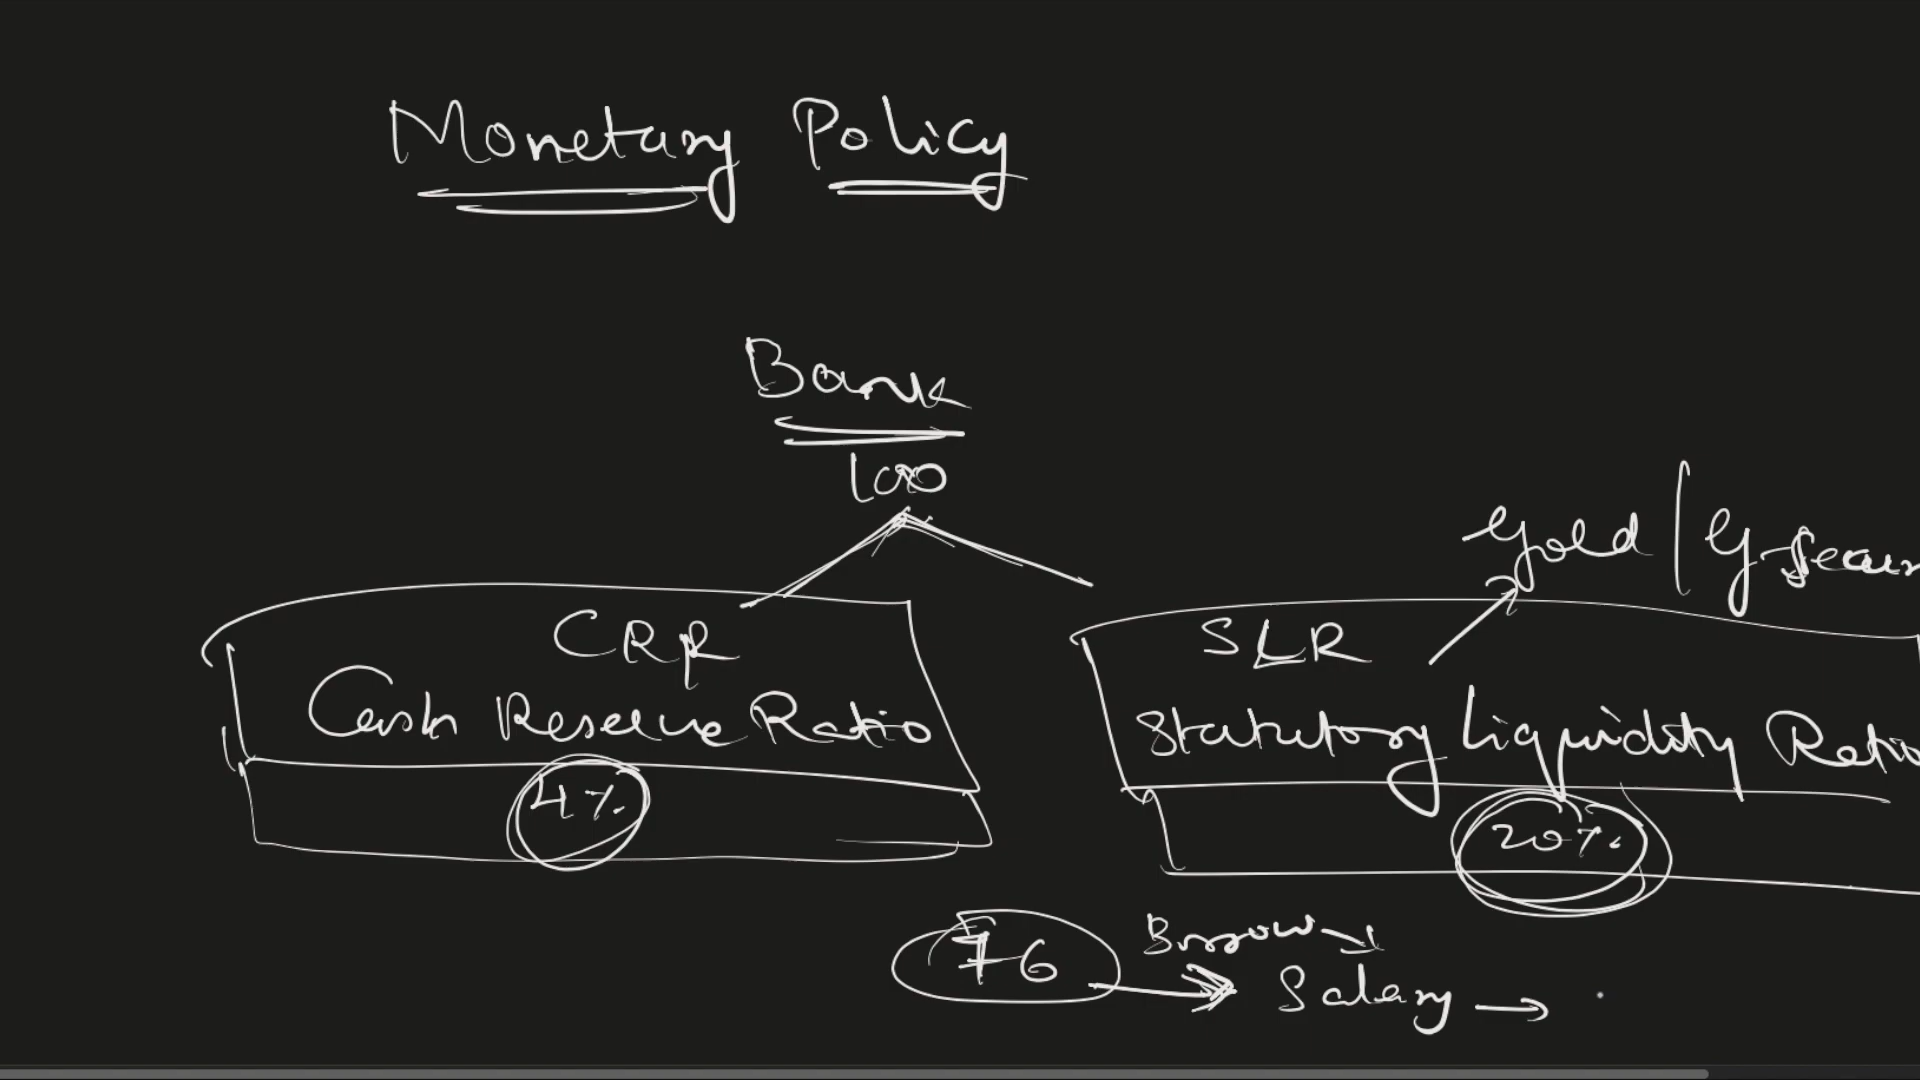 Monetary Policy
Bank
100
Gold / G-Secur
CRR
Cash Reserve Ratio
4%
SLR
Statutory Liquidity Ratio
20%
76
Borrow →
Salary →